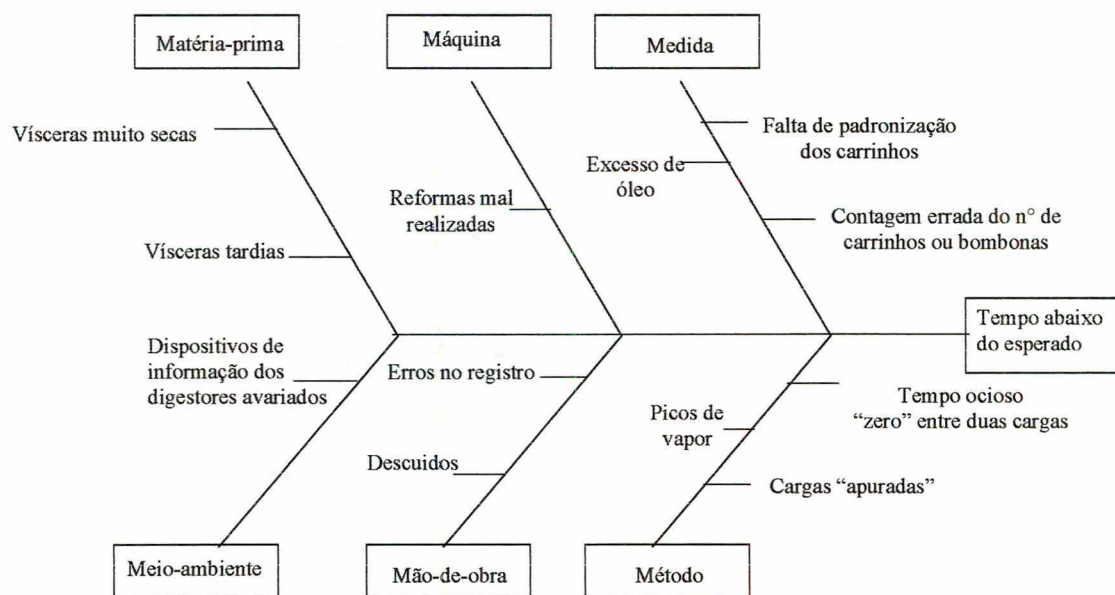 Matéria-prima
Máquina
Medida
Vísceras muito secas
Falta de padronização
dos carrinhos
Excesso de
óleo
Reformas mal
realizadas
Contagem errada do n° de
carrinhos ou bombonas
Vísceras tardias
Tempo abaixo
do esperado
Dispositivos de
informação dos
digestores avariados
Erros no registro
Tempo ocioso
“zero” entre duas cargas
Picos de
vapor
Descuidos
Cargas “apuradas”
Meio-ambiente
Mão-de-obra
Método